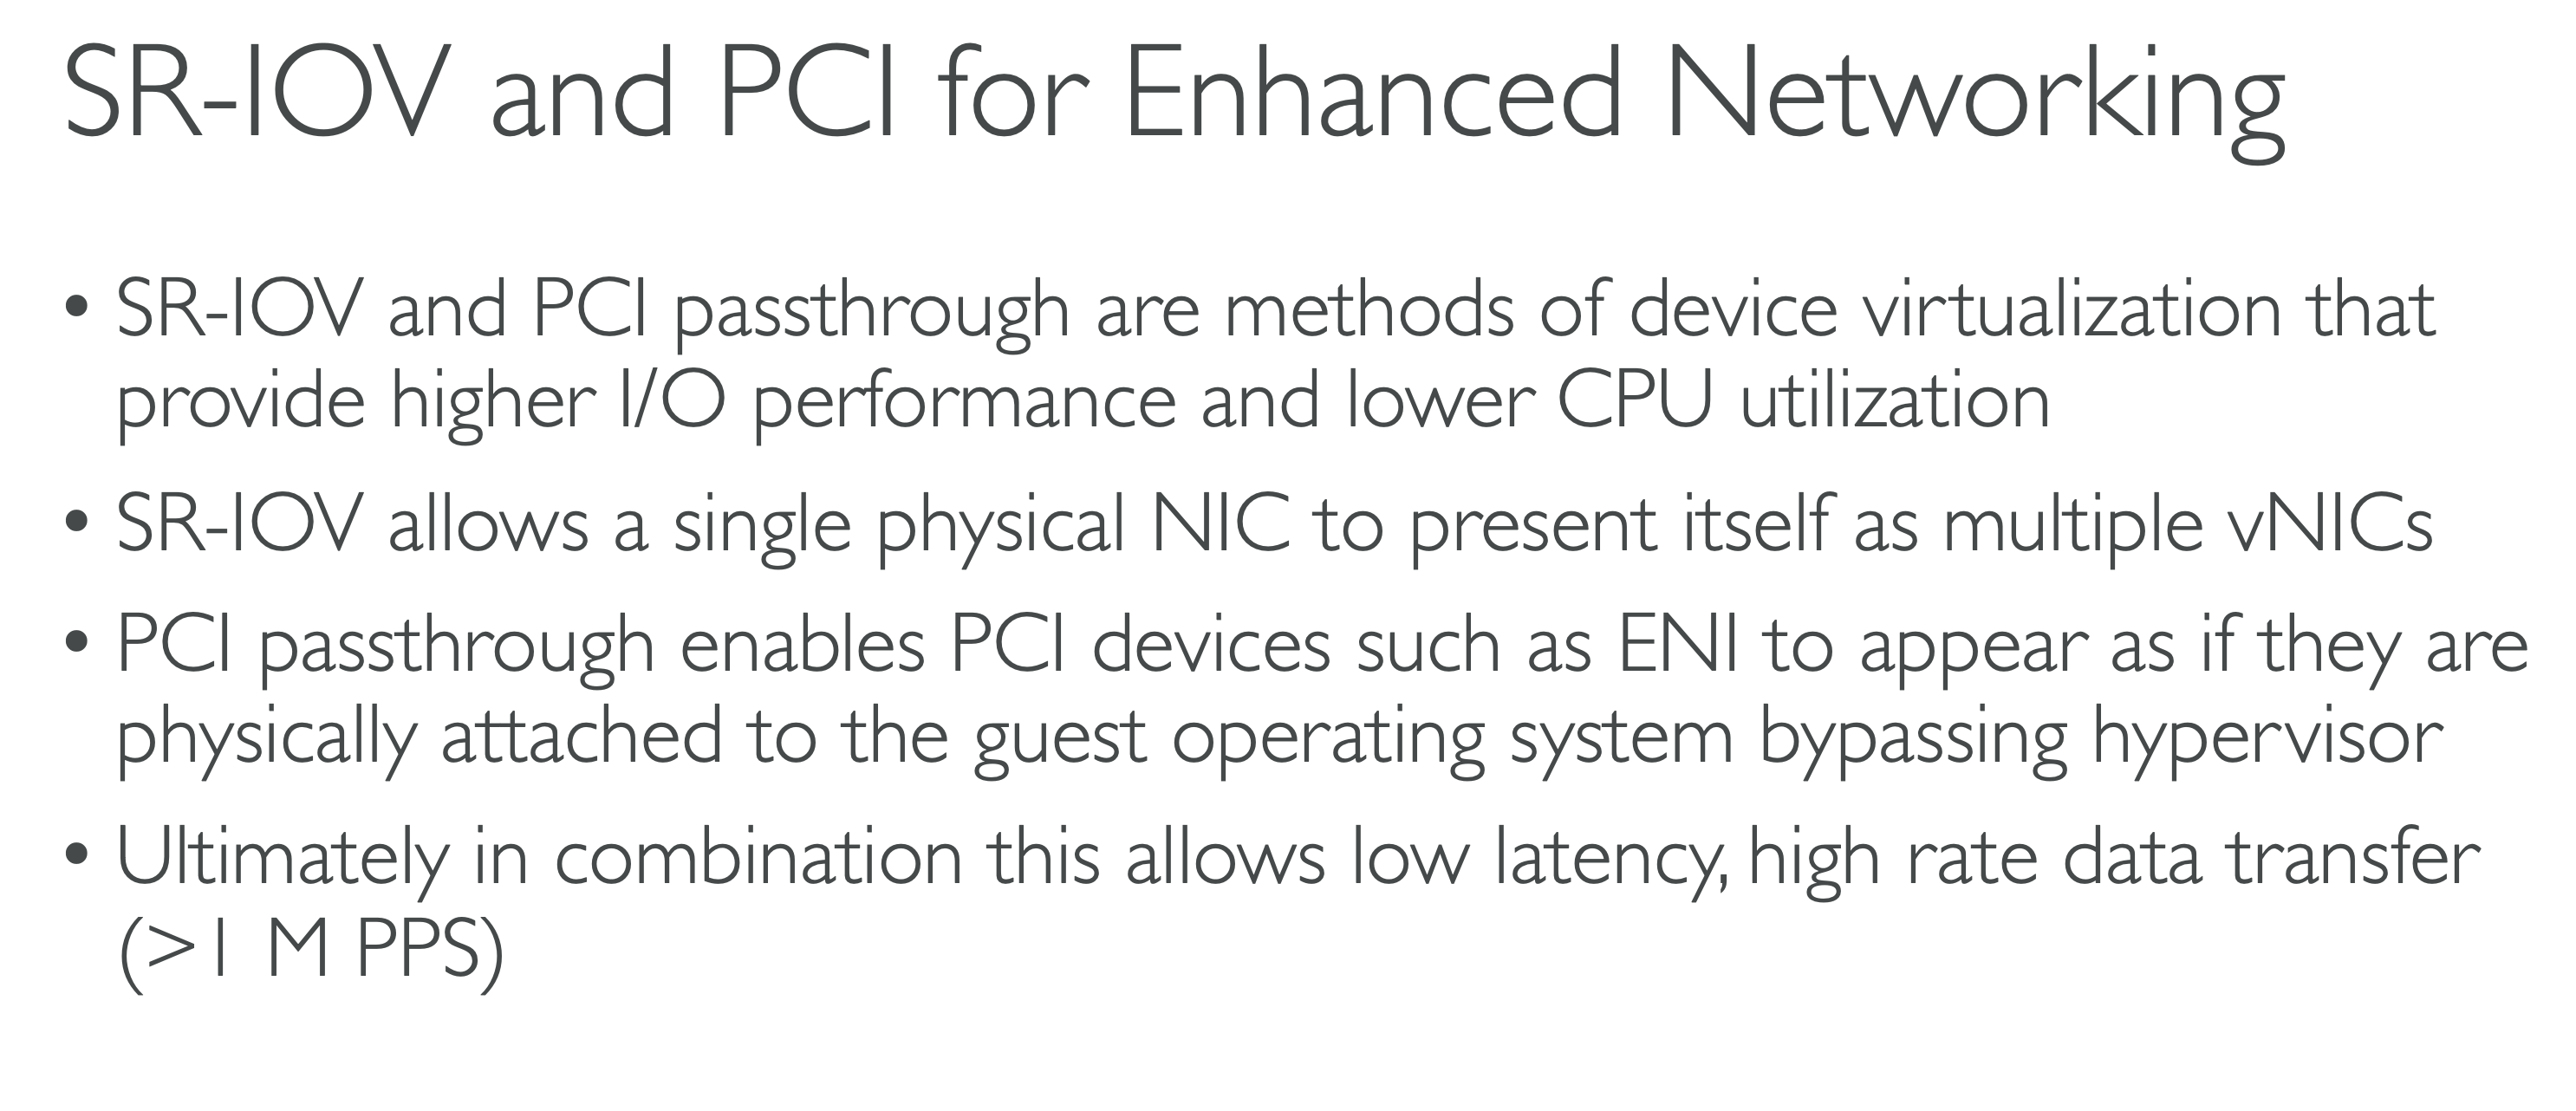 SR-IOV and PCI for Enhanced Networking
• SR-IOV and PCI passthrough are methods of device virtualization that
provide higher I/O performance and lower CPU utilization
• SR-IOV allows a single physical NIC to present itself as multiple vNICs
• PCI passthrough enables PCI devices such as ENI to appear as if they are
physically attached to the guest operating system bypassing hypervisor
• Ultimately in combination this allows low latency, high rate data transfer
(>1 M PPS)